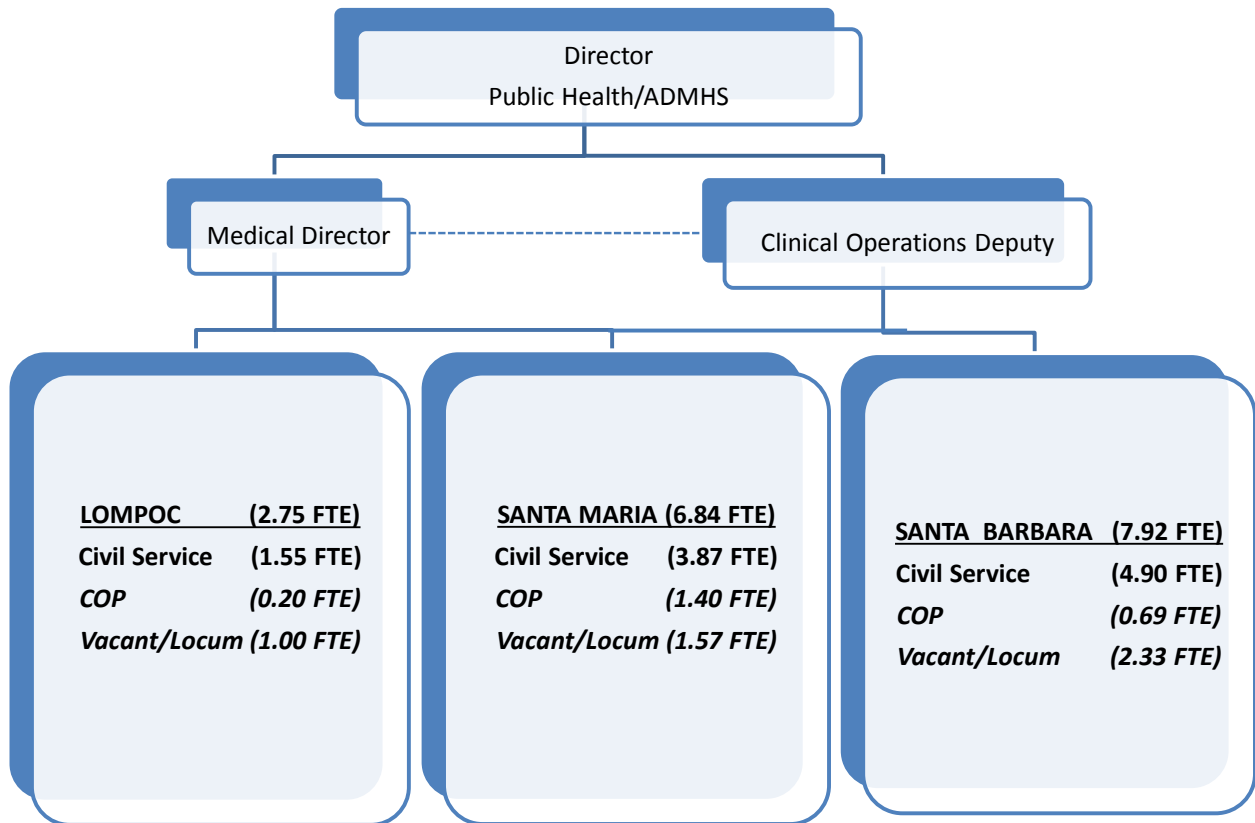 Director
Public Health/ADMHS
Medical Director
Clinical Operations Deputy
LOMPOC (2.75 FTE)
Civil Service (1.55 FTE)
COP (0.20 FTE)
Vacant/Locum (1.00 FTE)
SANTA MARIA (6.84 FTE)
Civil Service (3.87 FTE)
COP (1.40 FTE)
Vacant/Locum (1.57 FTE)
SANTA BARBARA (7.92 FTE)
Civil Service (4.90 FTE)
COP (0.69 FTE)
Vacant/Locum (2.33 FTE)